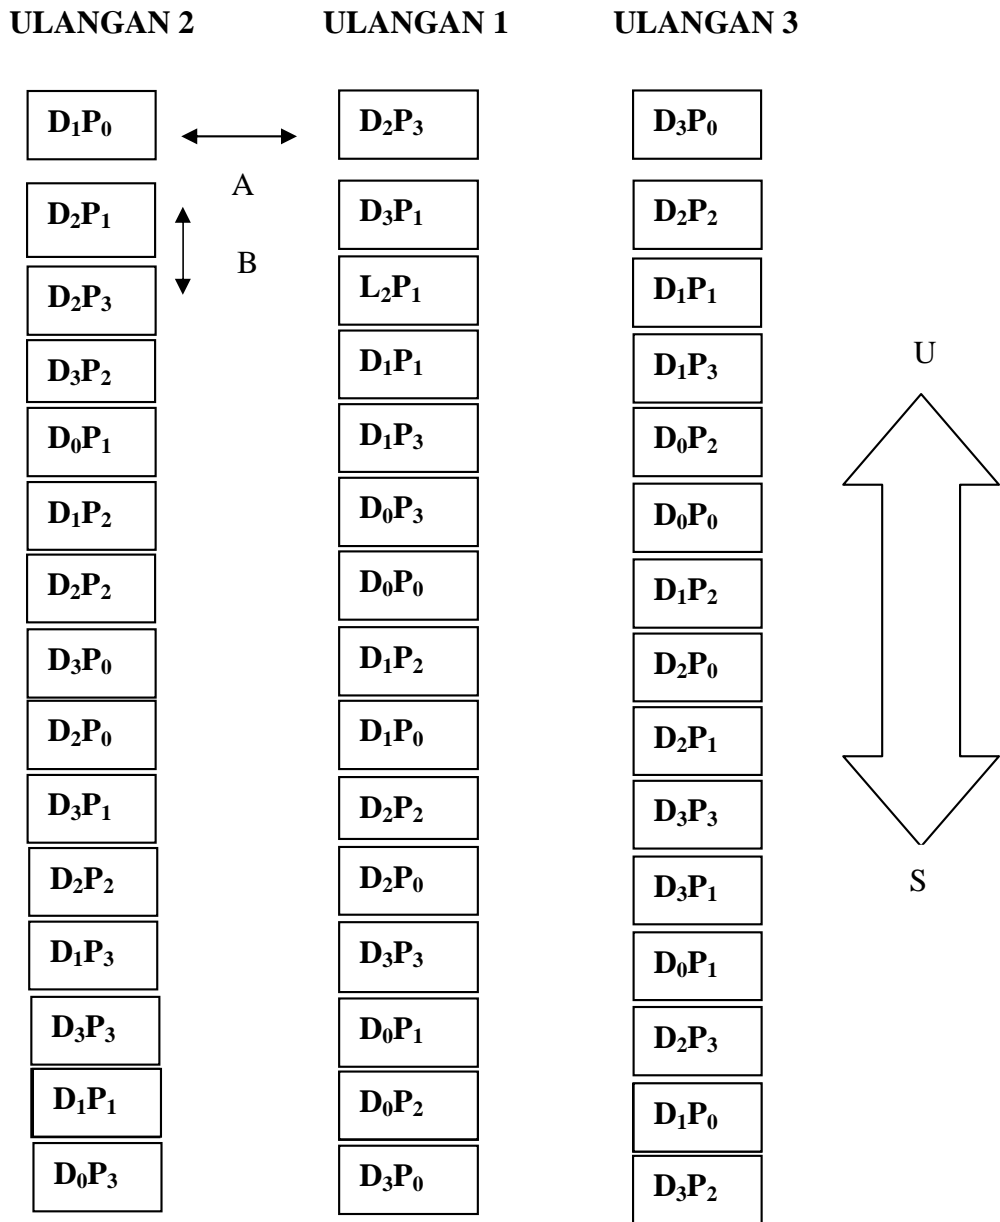 ULANGAN 2 ULANGAN 1 ULANGAN 3
D₁P₀ D₂P₃ D₃P₀
A
D₂P₁ D₃P₁ D₂P₂
B
D₂P₃ L₂P₁ D₁P₁
D₃P₂ D₁P₁ D₁P₃
U
D₀P₁ D₁P₃ D₀P₂
D₁P₂ D₀P₃ D₀P₀
D₂P₂ D₀P₀ D₁P₂
D₃P₀ D₁P₂ D₂P₀
D₂P₀ D₁P₀ D₂P₁
D₃P₁ D₂P₂ D₃P₃
D₂P₂ D₂P₀ D₃P₁
S
D₁P₃ D₃P₃ D₀P₁
D₃P₃ D₀P₁ D₂P₃
D₁P₁ D₀P₂ D₁P₀
D₀P₃ D₃P₀ D₃P₂